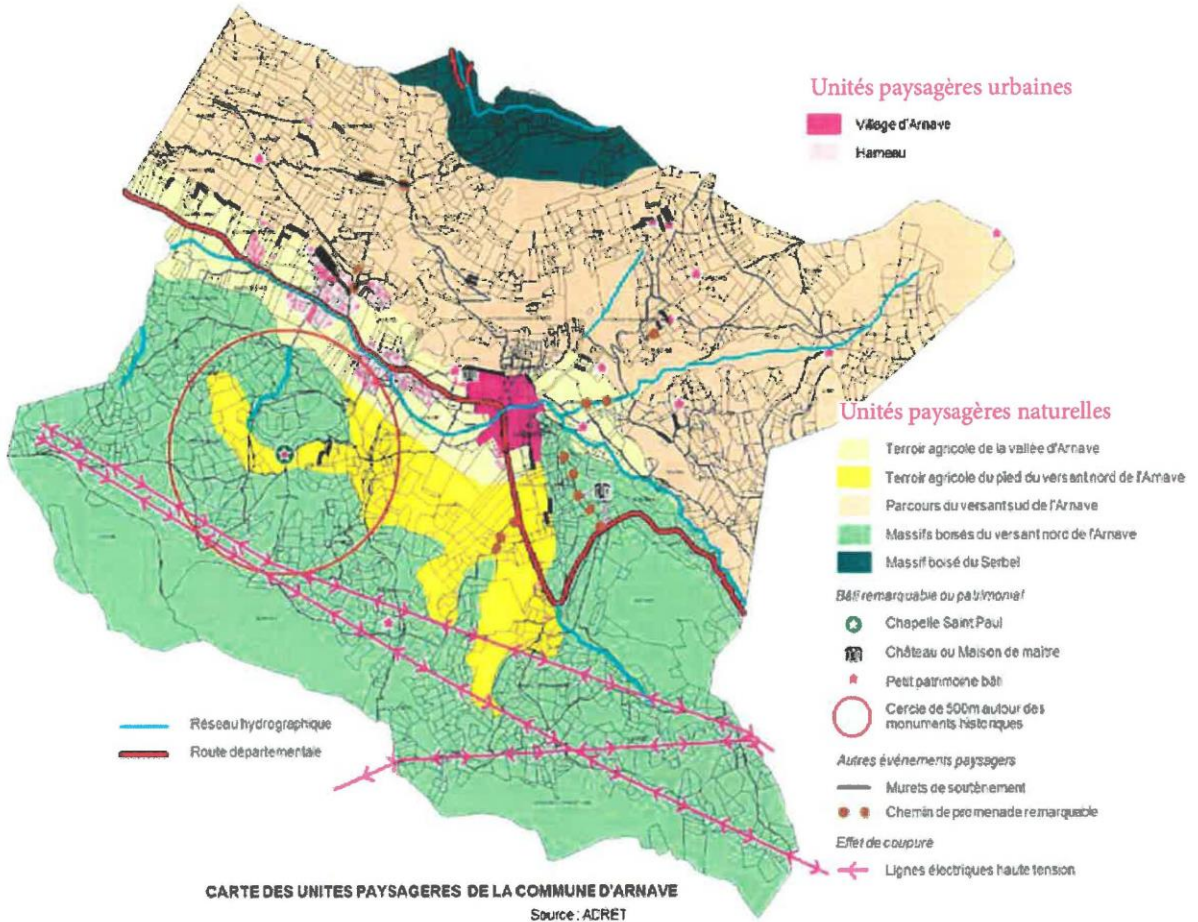 Unités paysagères urbaines
Village d'Arnave
Hameau
Unités paysagères naturelles
Terroir agricole de la vallée d'Arnave
Terroir agricole du pied du versant nord de l'Arnave
Parcours du versant sud de l'Arnave
Massifs boisés du versant nord de l'Arnave
Massif boisé du Serbel
Bâti remarquable ou patrimonial
Chapelle Saint Paul
Château ou Maison de maître
Petit patrimoine bâti
Cercle de 500m autour des
monuments historiques
Autres événements paysagers
Murets de soutènement
Chemin de promenade remarquable
Effet de coupure
Lignes électriques haute tension
Réseau hydrographique
Route départementale
CARTE DES UNITES PAYSAGERES DE LA COMMUNE D'ARNAVE
Source : ADRET